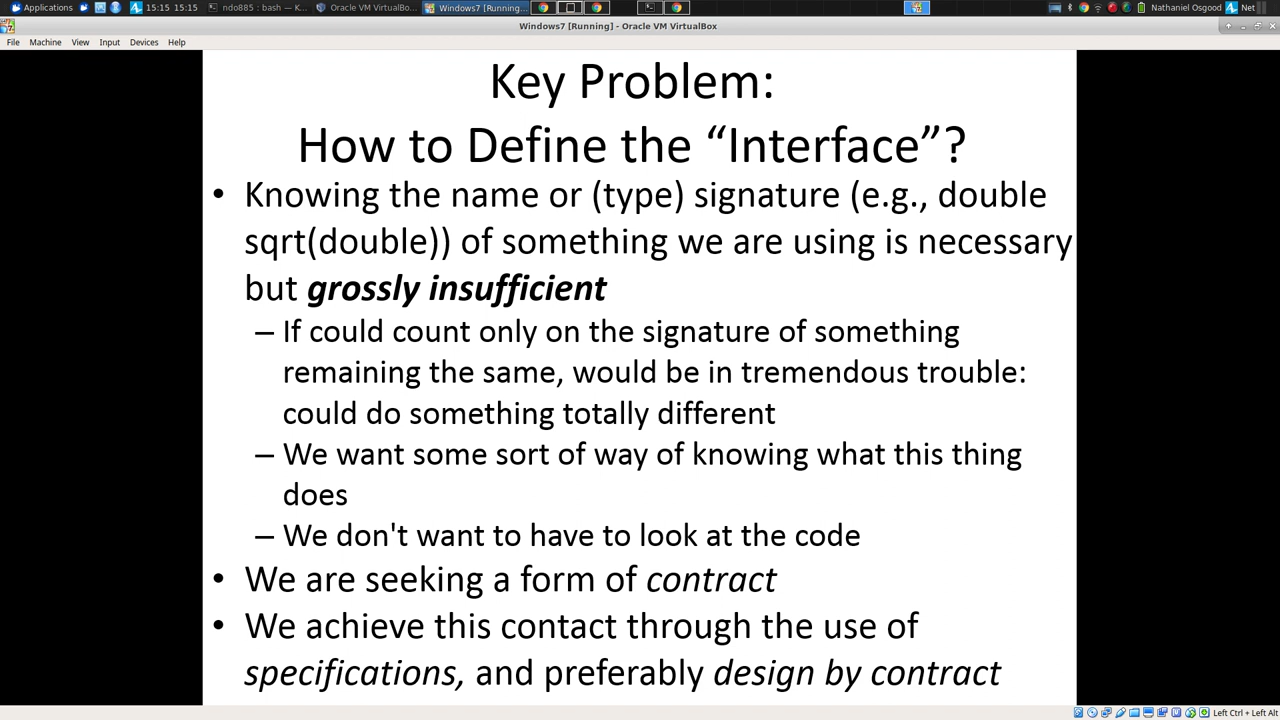 Applications 15:15 15:15 ndo885 : bash — K... Oracle VM VirtualBo... Windows7 [Running... Nathaniel Osgood Net
Windows7 [Running] - Oracle VM VirtualBox
File Machine View Input Devices Help
Key Problem:
How to Define the “Interface”?
• Knowing the name or (type) signature (e.g., double
sqrt(double)) of something we are using is necessary
but grossly insufficient
– If could count only on the signature of something
remaining the same, would be in tremendous trouble:
could do something totally different
– We want some sort of way of knowing what this thing
does
– We don't want to have to look at the code
• We are seeking a form of contract
• We achieve this contact through the use of
specifications, and preferably design by contract
Left Ctrl + Left Alt